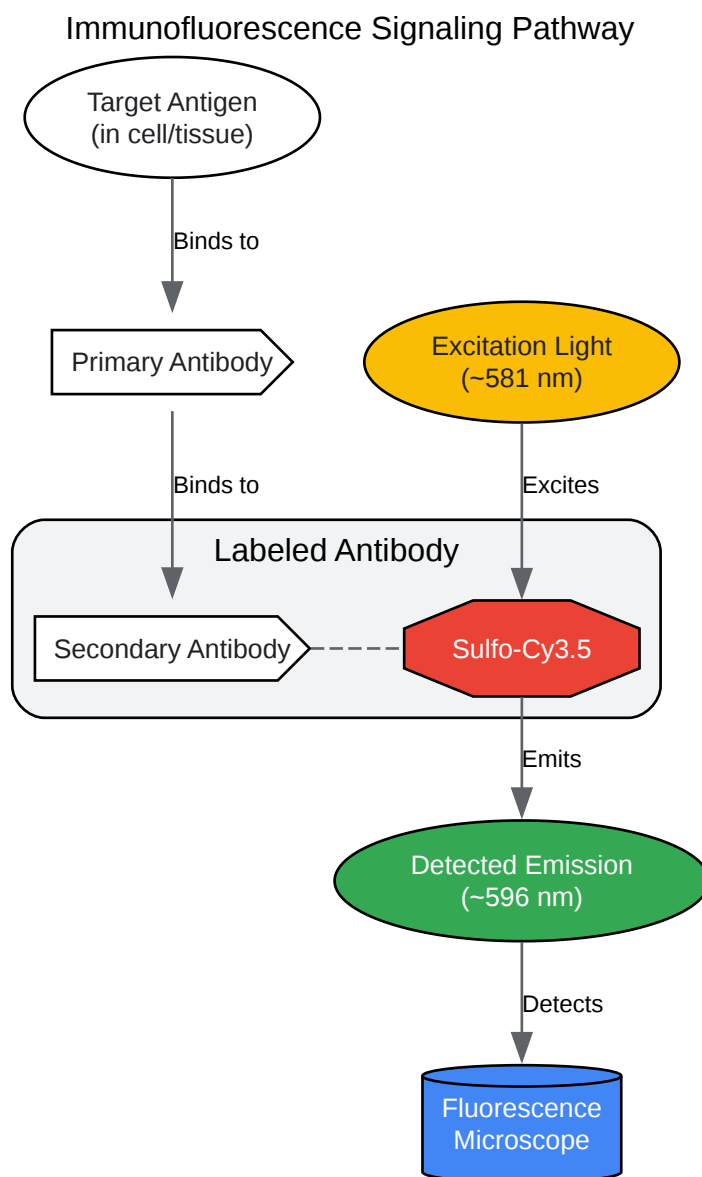 Immunofluorescence Signaling Pathway
Target Antigen
(in cell/tissue)
Binds to
Primary Antibody
Excitation Light
(~581 nm)
Binds to
Excites
Labeled Antibody
Secondary Antibody
Sulfo-Cy3.5
Emits
Detected Emission
(~596 nm)
Detects
Fluorescence
Microscope